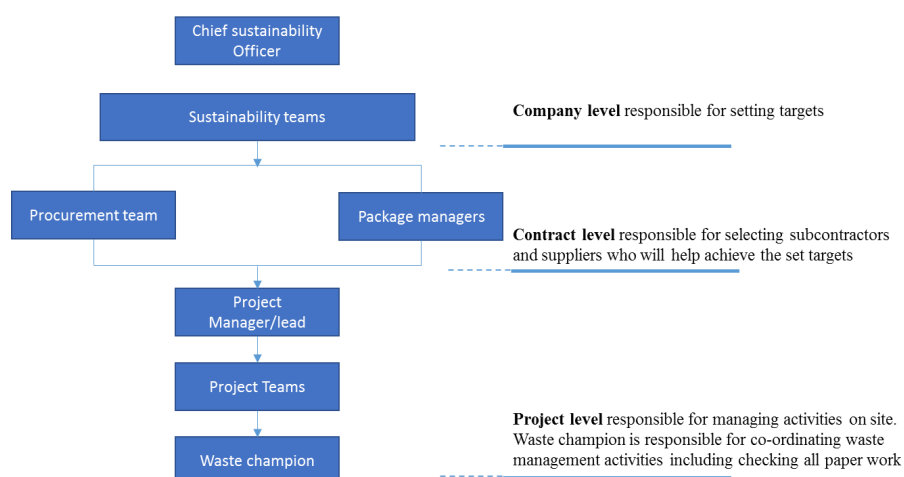 Chief sustainability
Officer
Sustainability teams
Company level responsible for setting targets
Procurement team
Package managers
Contract level responsible for selecting subcontractors
and suppliers who will help achieve the set targets
Project
Manager/lead
Project Teams
Project level responsible for managing activities on site.
Waste champion is responsible for co-ordinating waste
management activities including checking all paper work
Waste champion